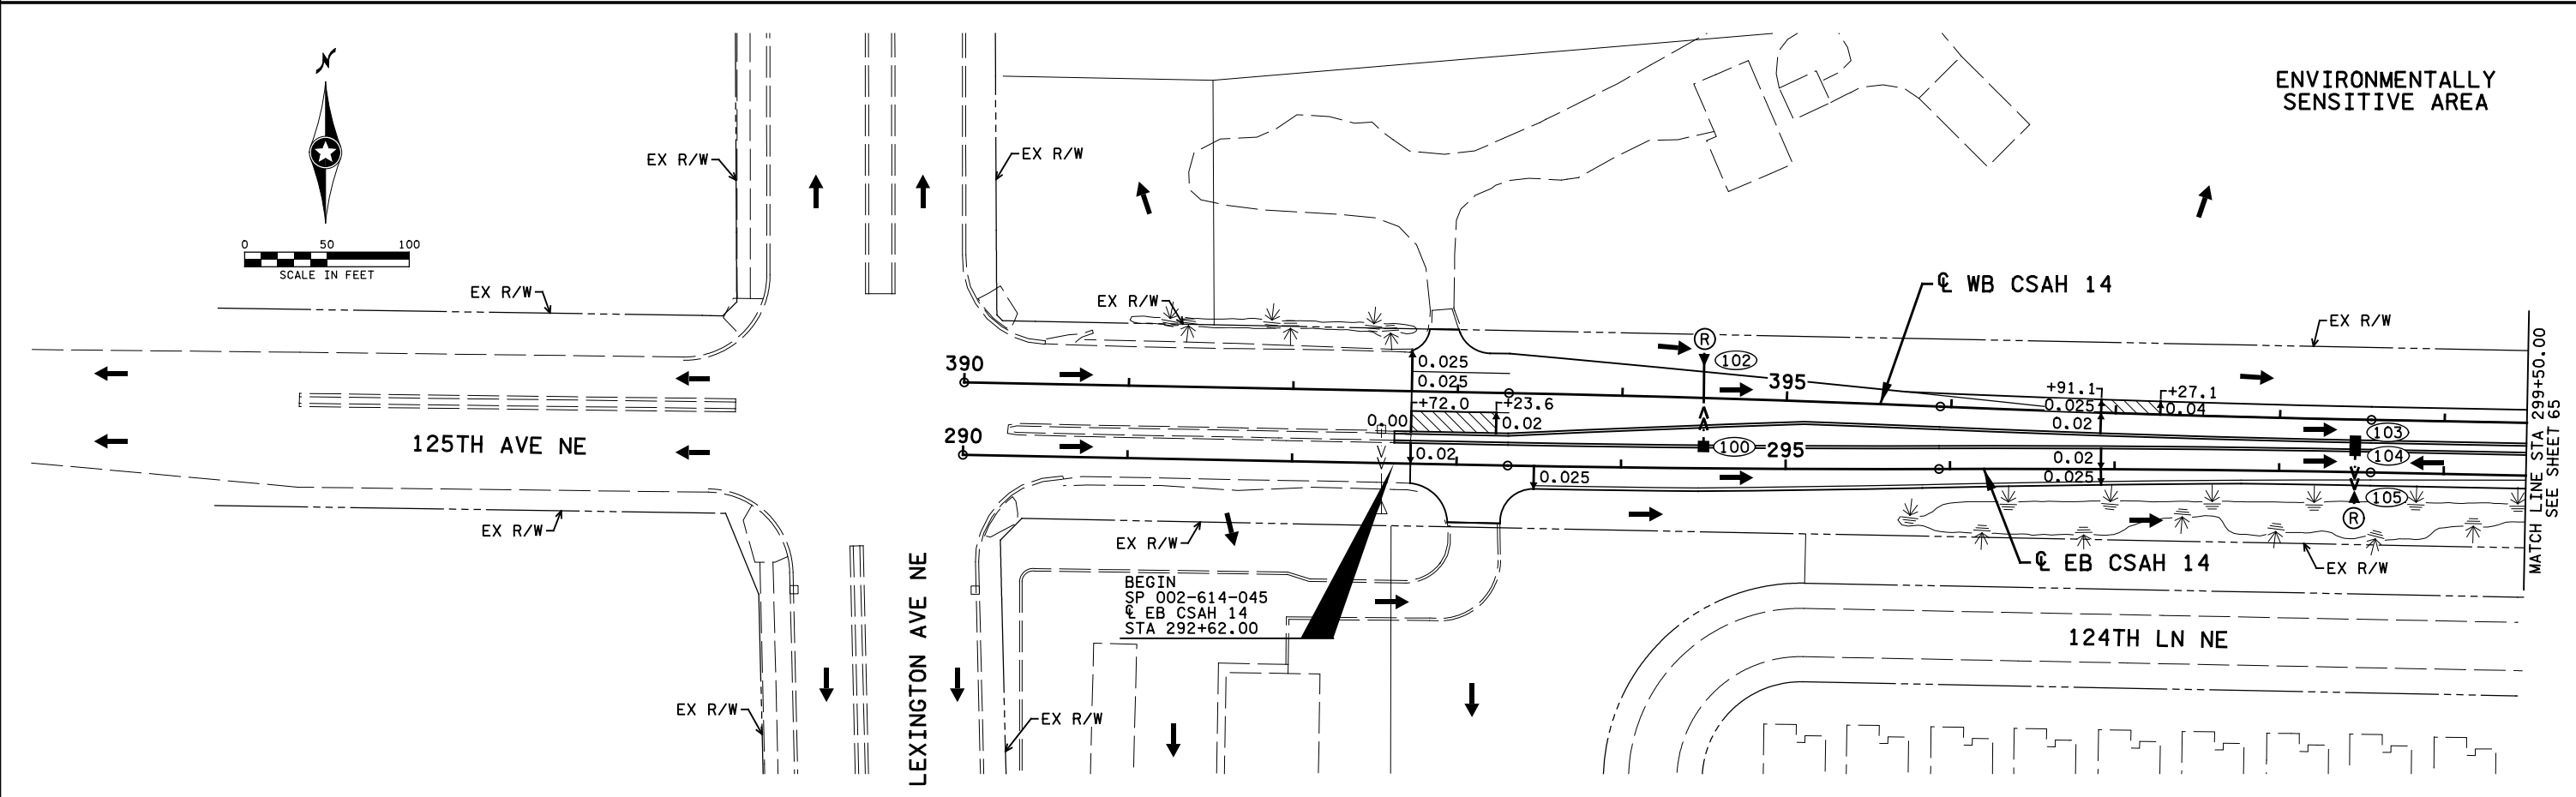 ENVIRONMENTALLY
SENSITIVE AREA
N
0 50 100
SCALE IN FEET
EX R/W
EX R/W
EX R/W
EX R/W
℄ WB CSAH 14
EX R/W
R
102
390
0.025
0.025
395
+91.1
+27.1
0.025
0.04
+72.0
+23.6
0.00
0.02
0.02
103
125TH AVE NE
290
0.02
100
295
0.02
104
0.025
0.025
105
R
MATCH LINE STA 299+50.00
SEE SHEET 65
EX R/W
EX R/W
℄ EB CSAH 14
EX R/W
BEGIN
SP 002-614-045
℄ EB CSAH 14
STA 292+62.00
LEXINGTON AVE NE
124TH LN NE
EX R/W
EX R/W